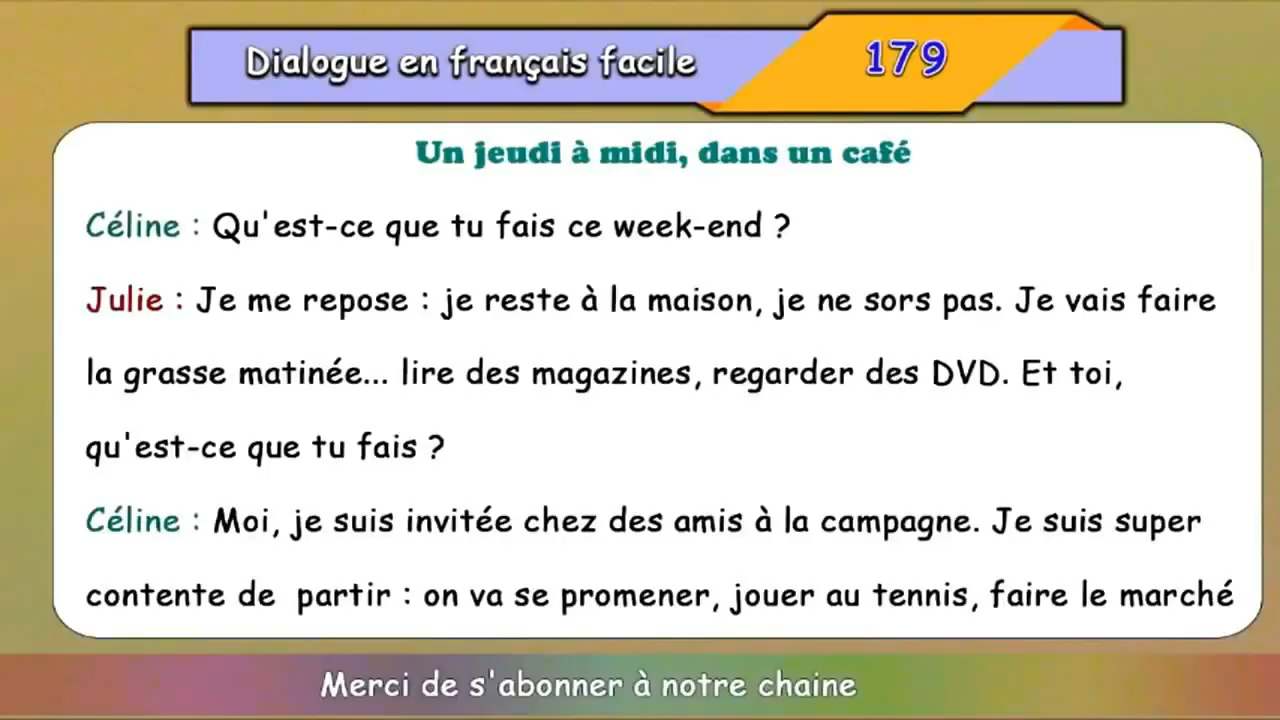 Dialogue en français facile
179
Un jeudi à midi, dans un café
Céline : Qu'est-ce que tu fais ce week-end ?
Julie : Je me repose : je reste à la maison, je ne sors pas. Je vais faire
la grasse matinée... lire des magazines, regarder des DVD. Et toi,
qu'est-ce que tu fais ?
Céline : Moi, je suis invitée chez des amis à la campagne. Je suis super
contente de partir : on va se promener, jouer au tennis, faire le marché
Merci de s'abonner à notre chaine